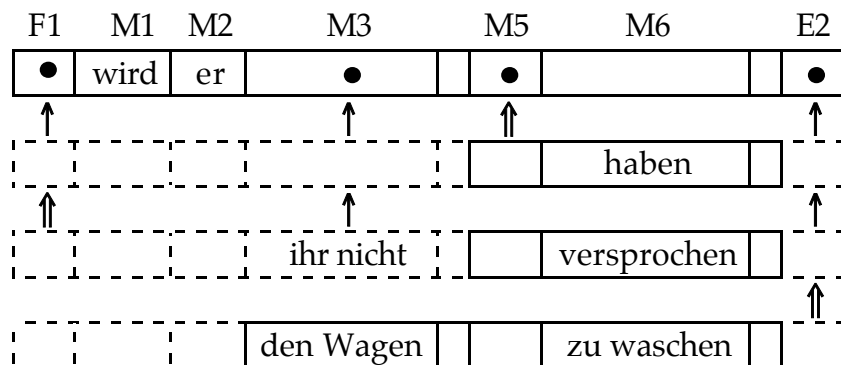 F1 M1 M2 M3 M5 M6 E2
wird er
haben
ihr nicht versprochen
den Wagen zu waschen